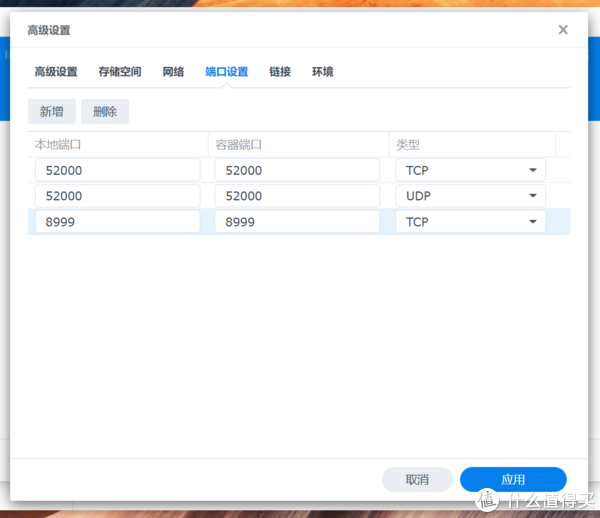 高级设置
高级设置 存储空间 网络 端口设置 链接 环境
新增 删除
本地端口 容器端口 类型
52000 52000 TCP
52000 52000 UDP
8999 8999 TCP
取消 应用
值 什么值得买